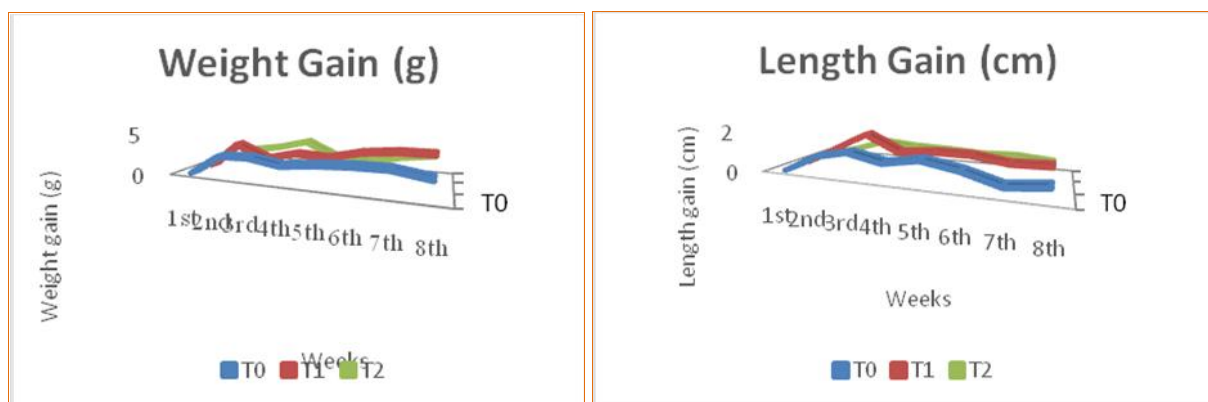 Weight Gain (g)
5
0
Weight gain (g)
T0
1st 2nd 3rd 4th 5th 6th 7th 8th
Weeks
T0 T1 T2
Length Gain (cm)
2
0
Length gain (cm)
T0
1st 2nd 3rd 4th 5th 6th 7th 8th
Weeks
T0 T1 T2